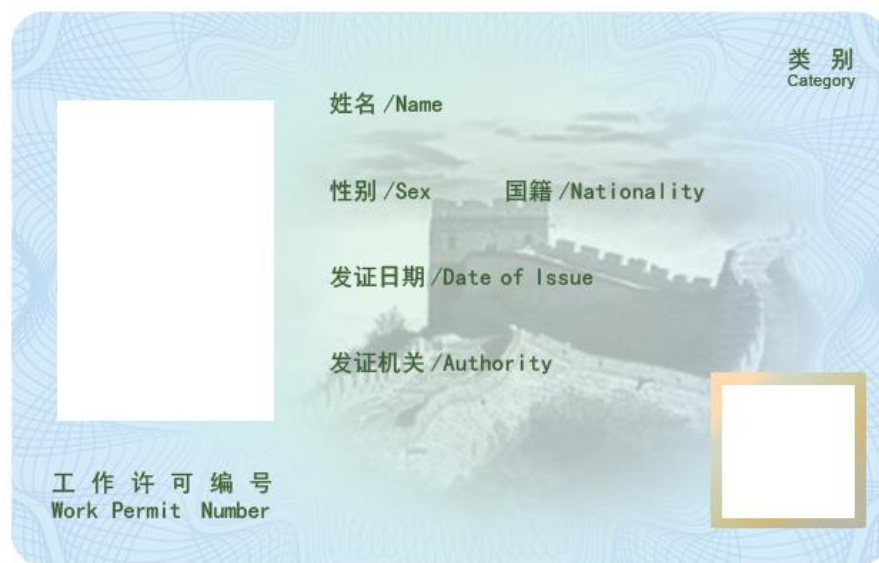 类 别
Category
姓名 /Name
性别 /Sex 国籍 /Nationality
发证日期 /Date of Issue
发证机关 /Authority
工作许可编号
Work Permit Number